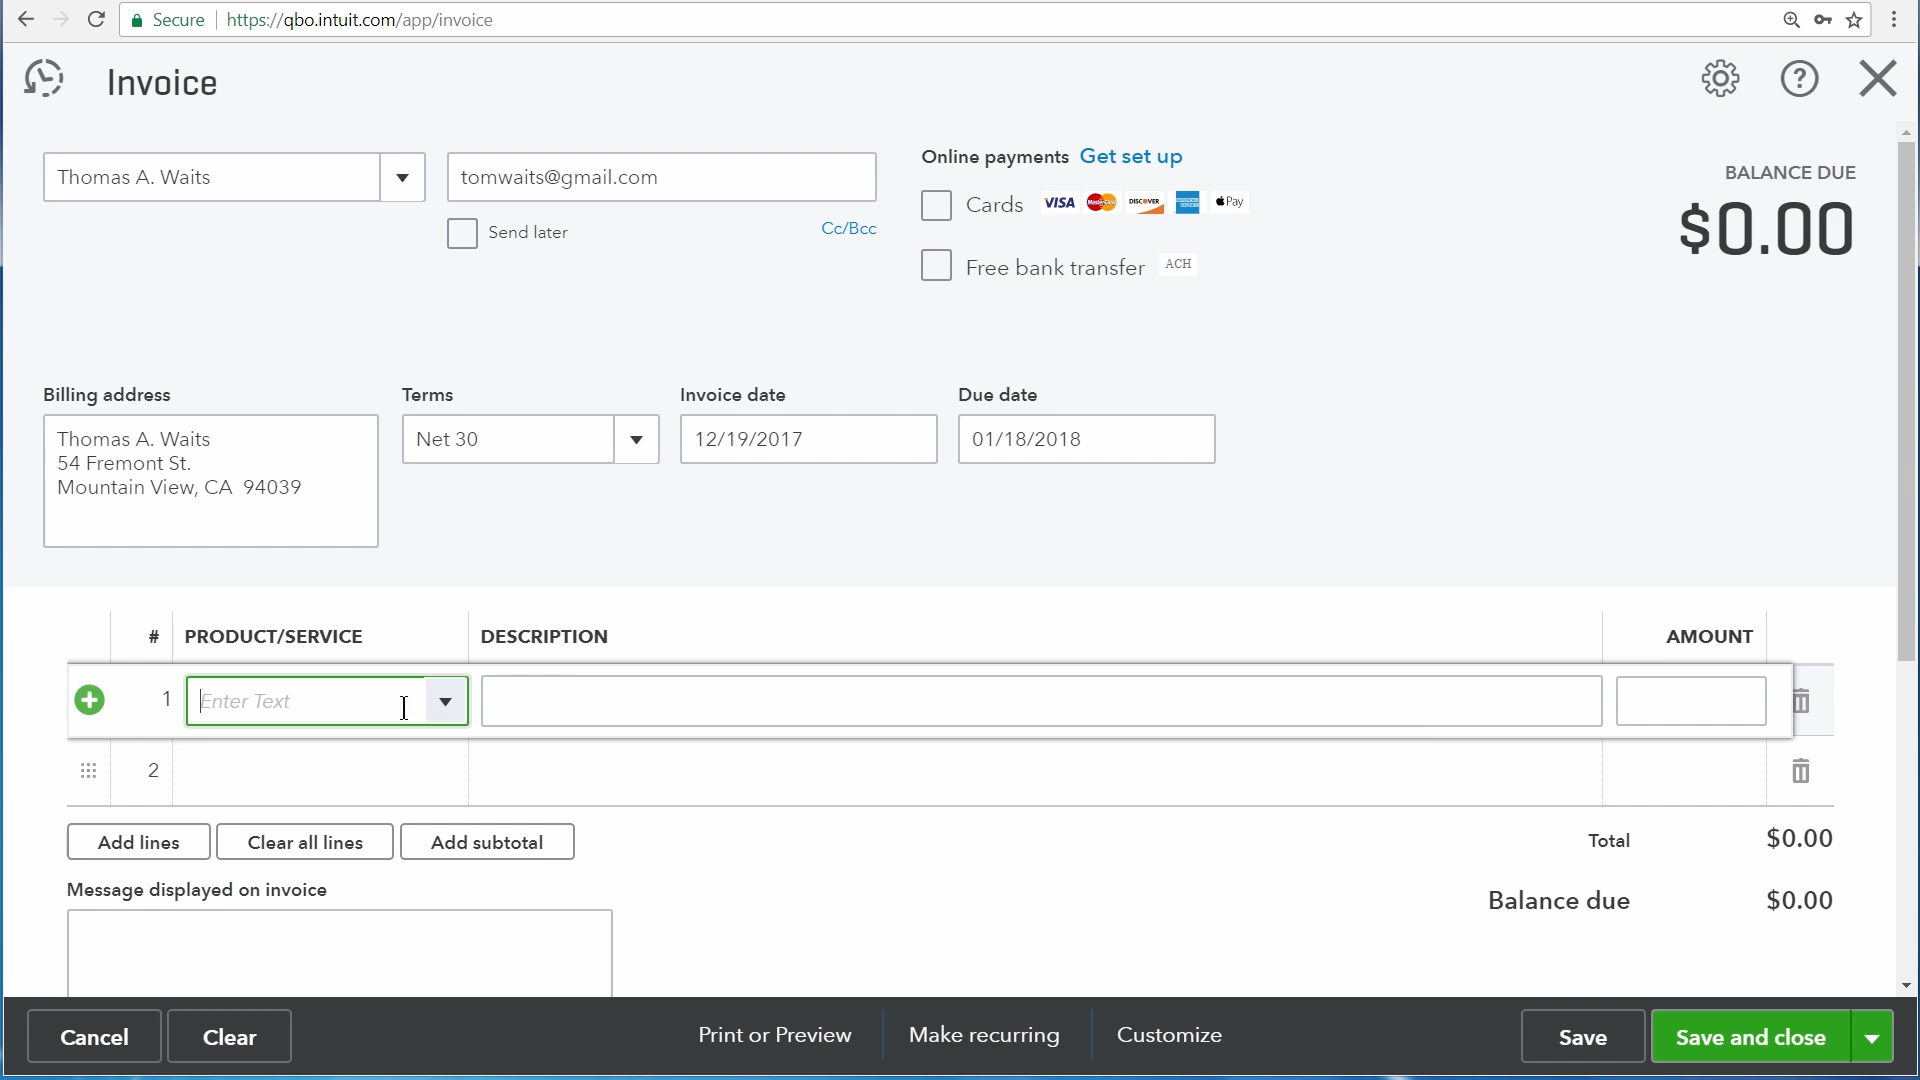 Secure https://qbo.intuit.com/app/invoice
Invoice
Thomas A. Waits
tomwaits@gmail.com
Send later
Cc/Bcc
Online payments Get set up
Cards VISA MasterCard DISCOVER AMERICAN EXPRESS Pay
Free bank transfer ACH
BALANCE DUE
$0.00
Billing address
Thomas A. Waits
54 Fremont St.
Mountain View, CA 94039
Terms
Net 30
Invoice date
12/19/2017
Due date
01/18/2018
# PRODUCT/SERVICE DESCRIPTION AMOUNT
1 Enter Text
2
Add lines Clear all lines Add subtotal
Total $0.00
Message displayed on invoice
Balance due $0.00
Cancel Clear Print or Preview Make recurring Customize Save Save and close